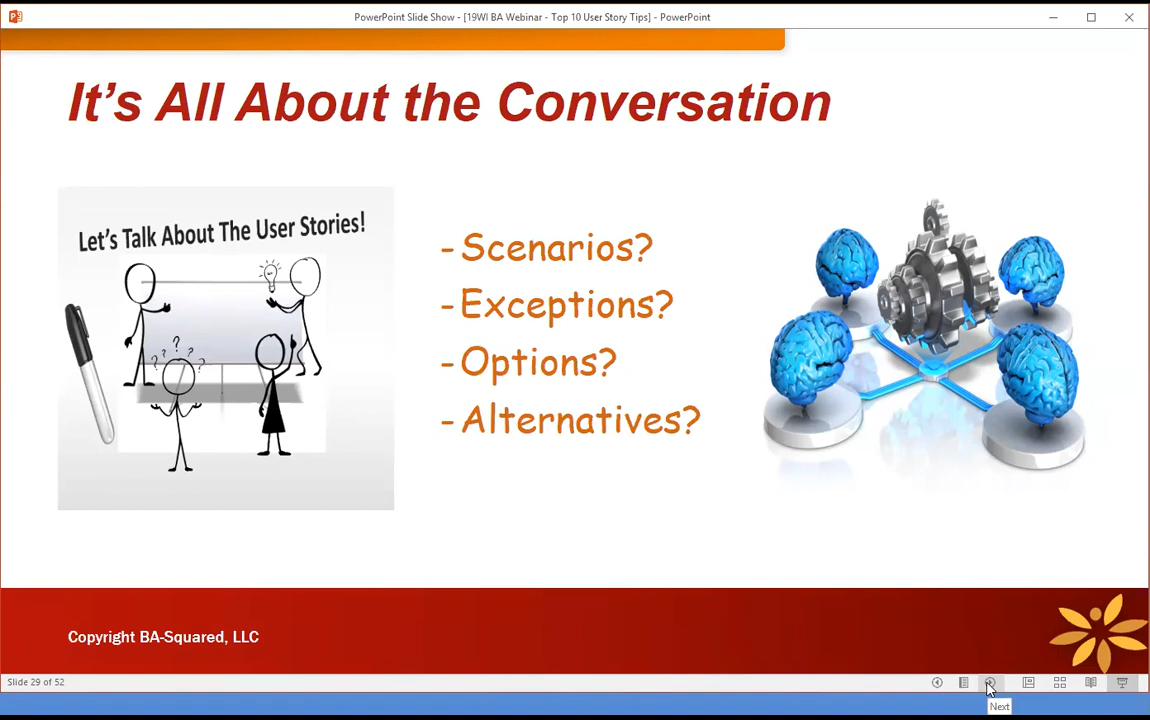 PowerPoint Slide Show - [19WI BA Webinar - Top 10 User Story Tips] - PowerPoint
It's All About the Conversation
Let's Talk About The User Stories!
? ? ? ? ?
- Scenarios?
- Exceptions?
- Options?
- Alternatives?
Copyright BA-Squared, LLC
Slide 29 of 52
Next